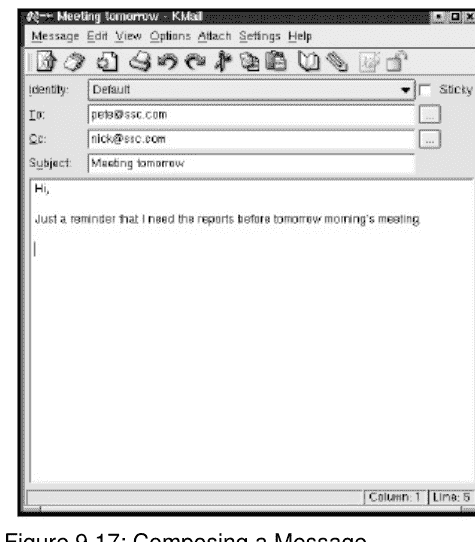 Meeting tomorrow - KMail
Message Edit View Options Attach Settings Help
Identity: Default Sticky
To: pete@ssc.com ...
Cc: nick@ssc.com ...
Subject: Meeting tomorrow
Hi,
Just a reminder that I need the reports before tomorrow morning's meeting.
Column: 1 Line: 5
Figure 9.17: Composing a Message